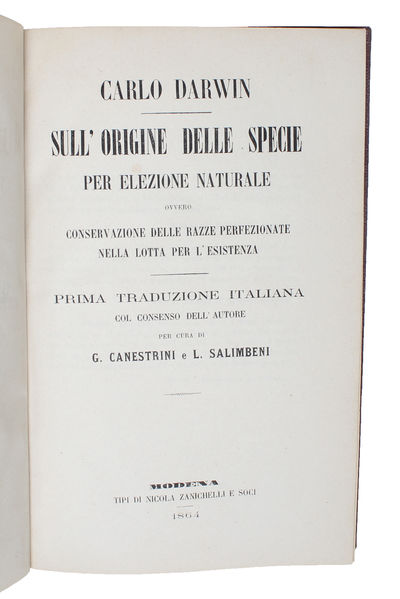 CARLO DARWIN
SULL' ORIGINE DELLE SPECIE
PER ELEZIONE NATURALE
OVVERO
CONSERVAZIONE DELLE RAZZE PERFEZIONATE
NELLA LOTTA PER L'ESISTENZA
PRIMA TRADUZIONE ITALIANA
COL CONSENSO DELL' AUTORE
PER CURA DI
G. CANESTRINI e L. SALIMBENI
MODENA
TIPI DI NICOLA ZANICHELLI E SOCI
1864